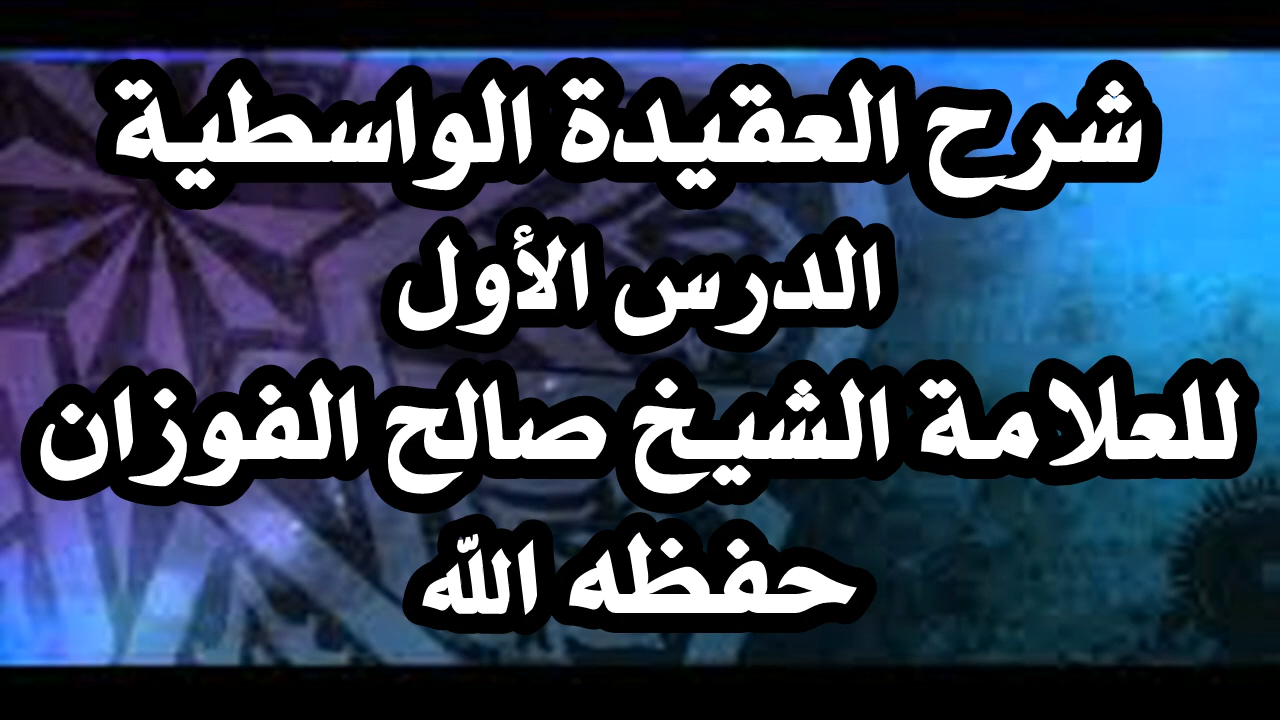 شرح العقيدة الواسطية
الدرس الأول
للعلامة الشيخ صالح الفوزان
حفظه الله